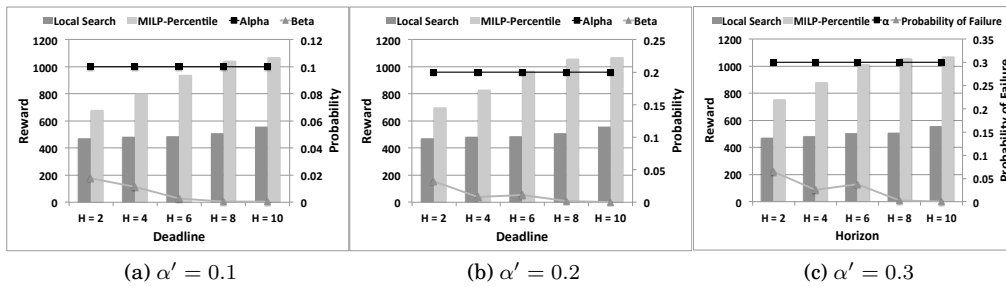 Local Search MILP-Percentile Alpha Beta
1200
1000
800
600
400
200
0
Reward
0.12
0.1
0.08
0.06
0.04
0.02
0
Probability
H = 2 H = 4 H = 6 H = 8 H = 10
Deadline
(a) α′ = 0.1
Local Search MILP-Percentile Alpha Beta
1200
1000
800
600
400
200
0
Reward
0.25
0.2
0.15
0.1
0.05
0
Probability
H = 2 H = 4 H = 6 H = 8 H = 10
Deadline
(b) α′ = 0.2
Local Search MILP-Percentile α Probability of Failure
1200
1000
800
600
400
200
0
Reward
0.35
0.3
0.25
0.2
0.15
0.1
0.05
0
Probability of Failure
H = 2 H = 4 H = 6 H = 8 H = 10
Horizon
(c) α′ = 0.3